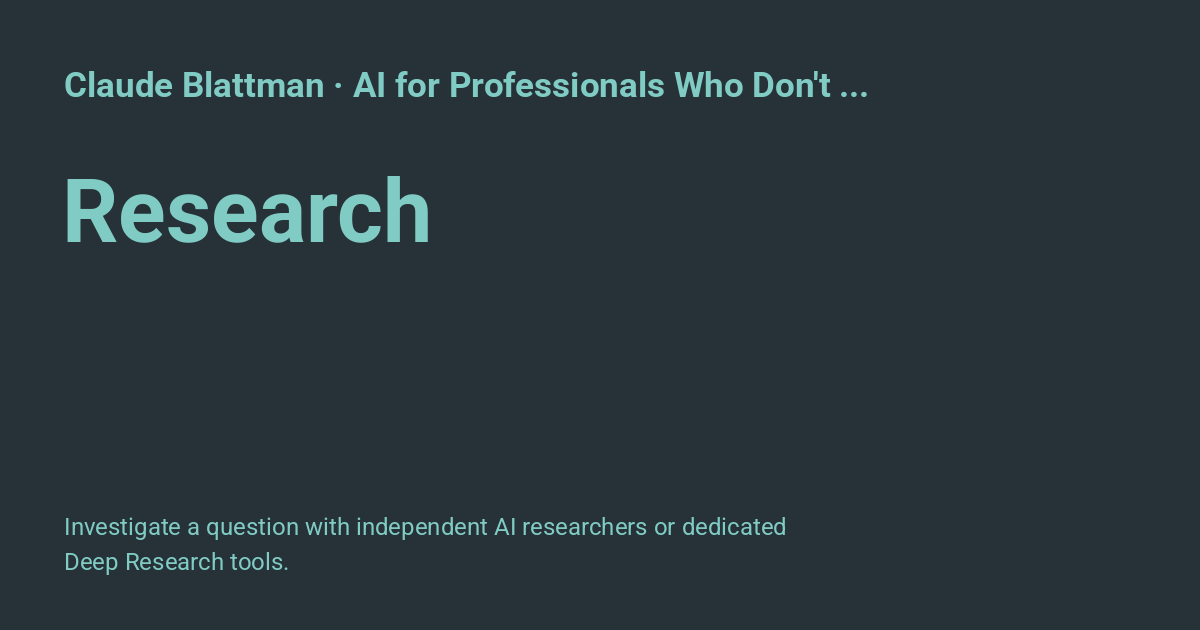 Claude Blattman · AI for Professionals Who Don't ...
Research
Investigate a question with independent AI researchers or dedicated
Deep Research tools.